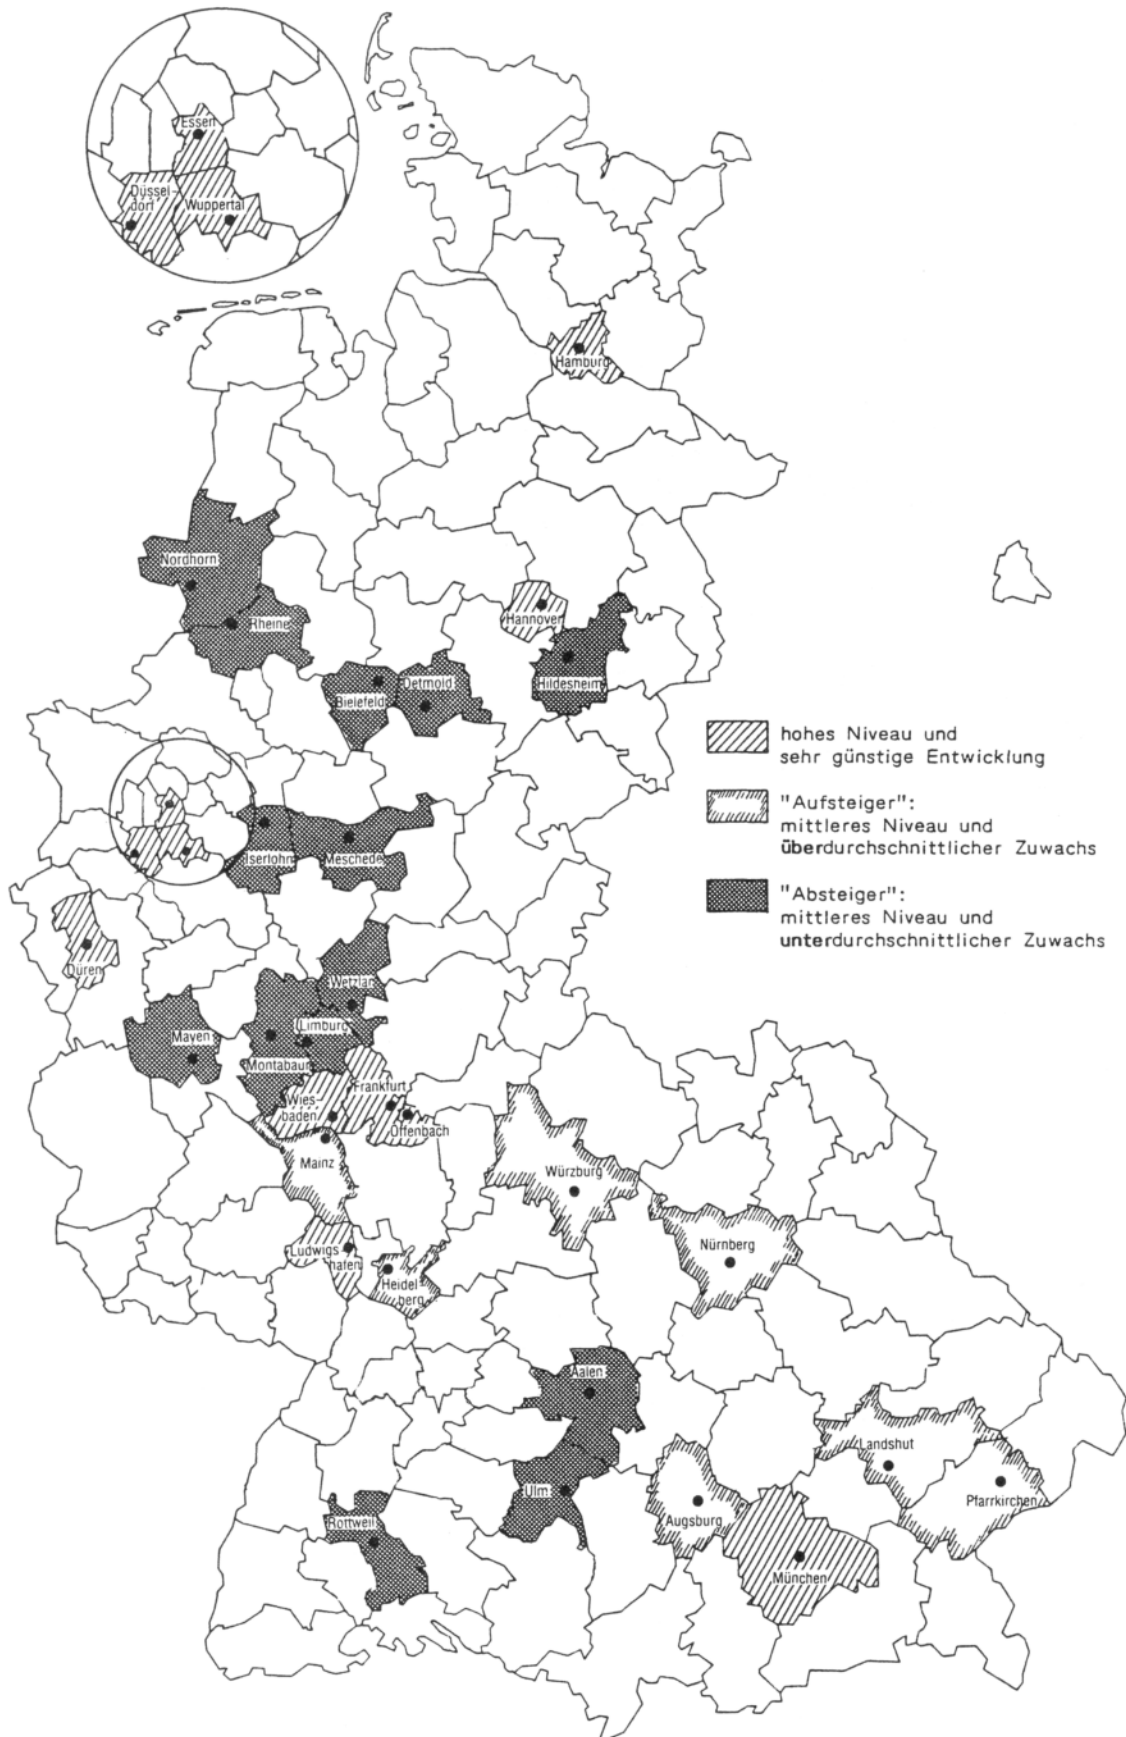 Essen
Düssel-
dorf
Wuppertal
Hamburg
Nordhorn
Rheine
Hannover
Hildesheim
Bielefeld
Detmold
hohes Niveau und
sehr günstige Entwicklung
"Aufsteiger":
mittleres Niveau und
überdurchschnittlicher Zuwachs
"Absteiger":
mittleres Niveau und
unterdurchschnittlicher Zuwachs
Iserlohn
Meschede
Düren
Wetzlar
Mayen
Limburg
Montabaur
Wies-
baden
Frankfurt
Offenbach
Mainz
Würzburg
Ludwigs
hafen
Heidel
berg
Nürnberg
Aalen
Ulm
Rottweil
Landshut
Pfarrkirchen
Augsburg
München